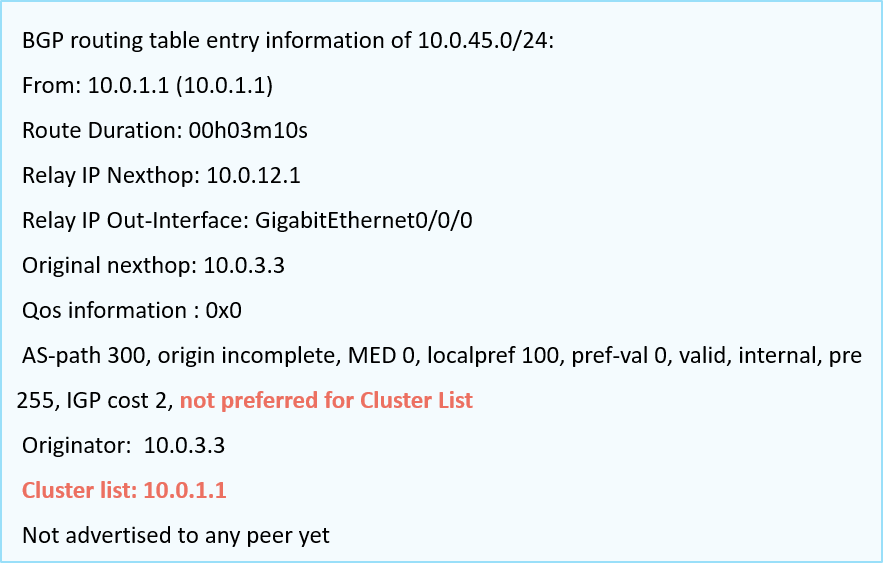 BGP routing table entry information of 10.0.45.0/24:
From: 10.0.1.1 (10.0.1.1)
Route Duration: 00h03m10s
Relay IP Nexthop: 10.0.12.1
Relay IP Out-Interface: GigabitEthernet0/0/0
Original nexthop: 10.0.3.3
Qos information : 0x0
AS-path 300, origin incomplete, MED 0, localpref 100, pref-val 0, valid, internal, pre
255, IGP cost 2, not preferred for Cluster List
Originator:  10.0.3.3
Cluster list: 10.0.1.1
Not advertised to any peer yet